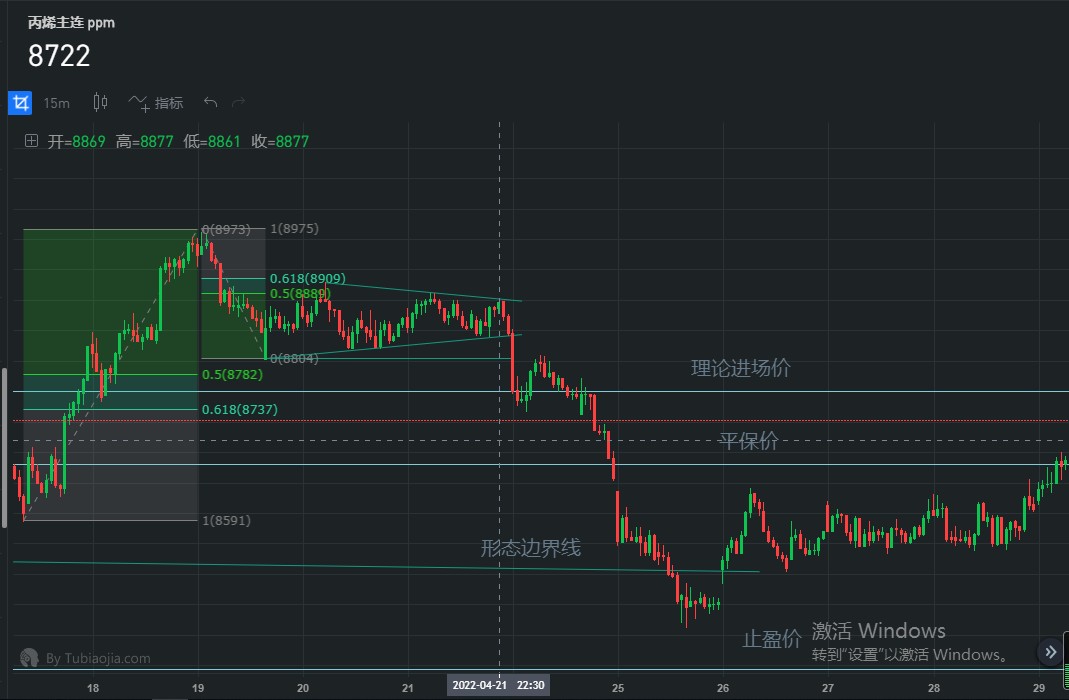 丙烯主连 ppm
8722
15m 指标
开=8869 高=8877 低=8861 收=8877
0(8973) 1(8975)
0.618(8909)
0.5(8889)
0(8804)
理论进场价
0.5(8782)
0.618(8737)
平保价
1(8591)
形态边界线
止盈价
激活 Windows
转到“设置”以激活 Windows。
By Tubiaojia.com
18 19 20 21 2022-04-21 22:30 25 26 27 28 29